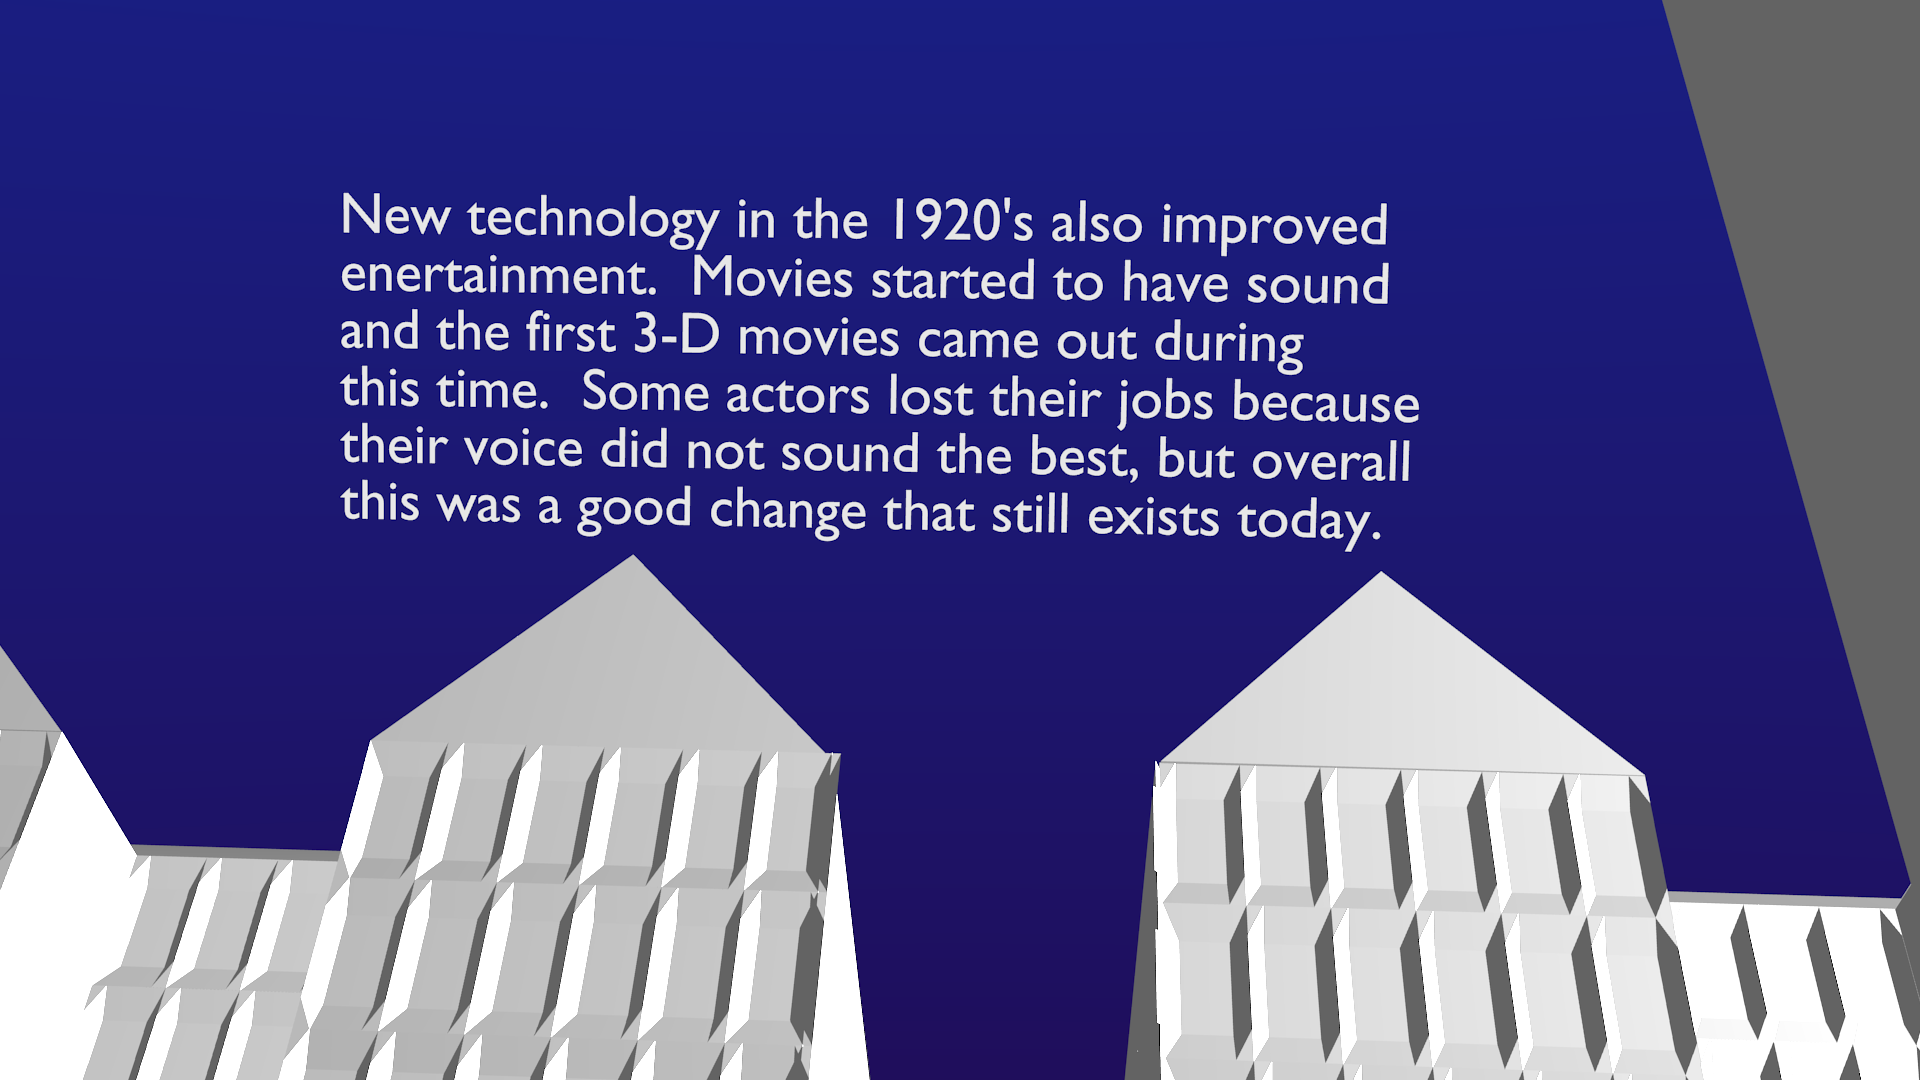 New technology in the 1920's also improved
enertainment.  Movies started to have sound
and the first 3-D movies came out during
this time.  Some actors lost their jobs because
their voice did not sound the best, but overall
this was a good change that still exists today.